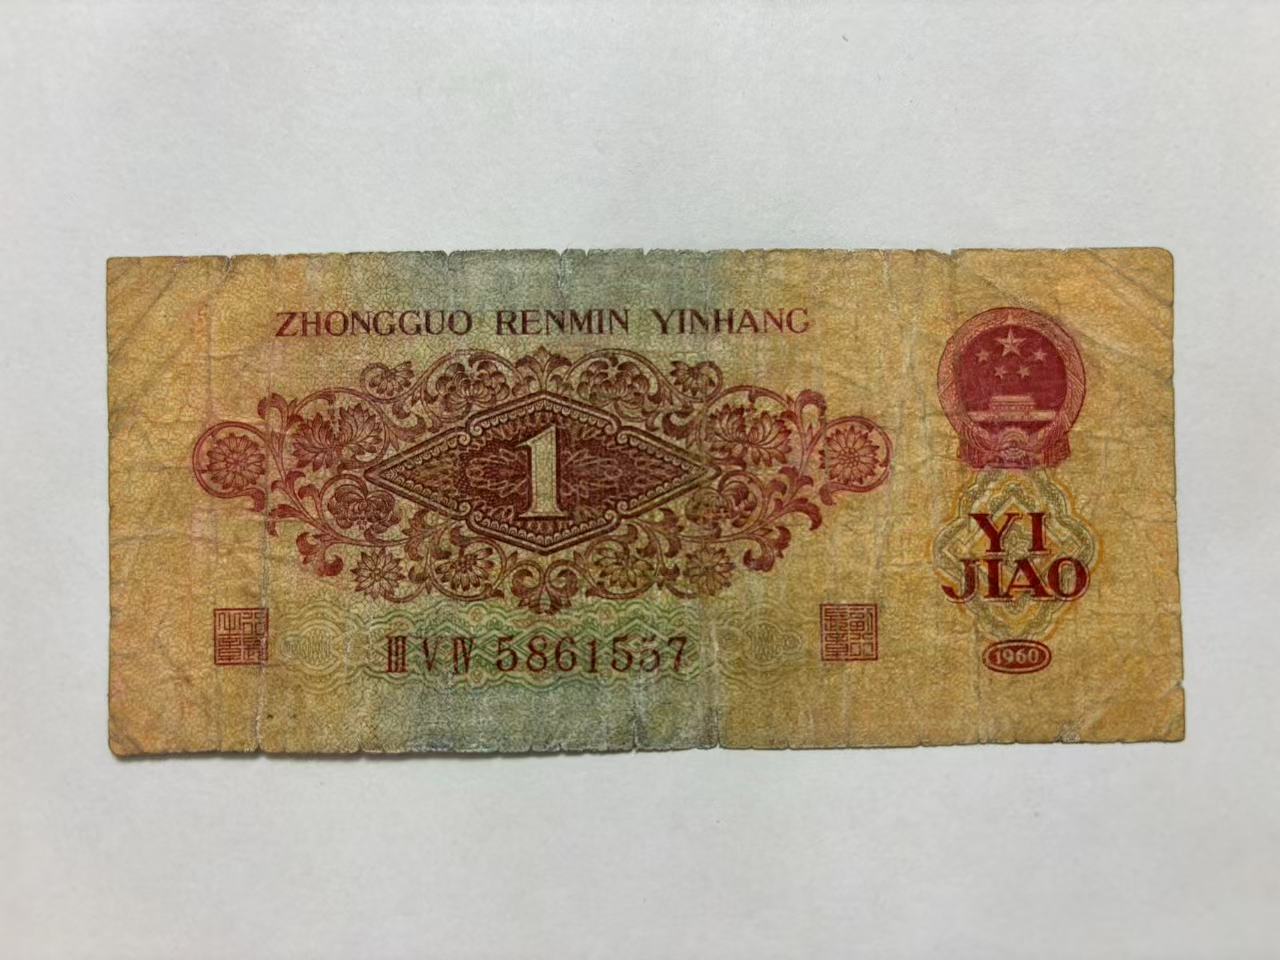 ZHONGGUO RENMIN YINHANG
1
YI
JIAO
III V IV 5861557
1960